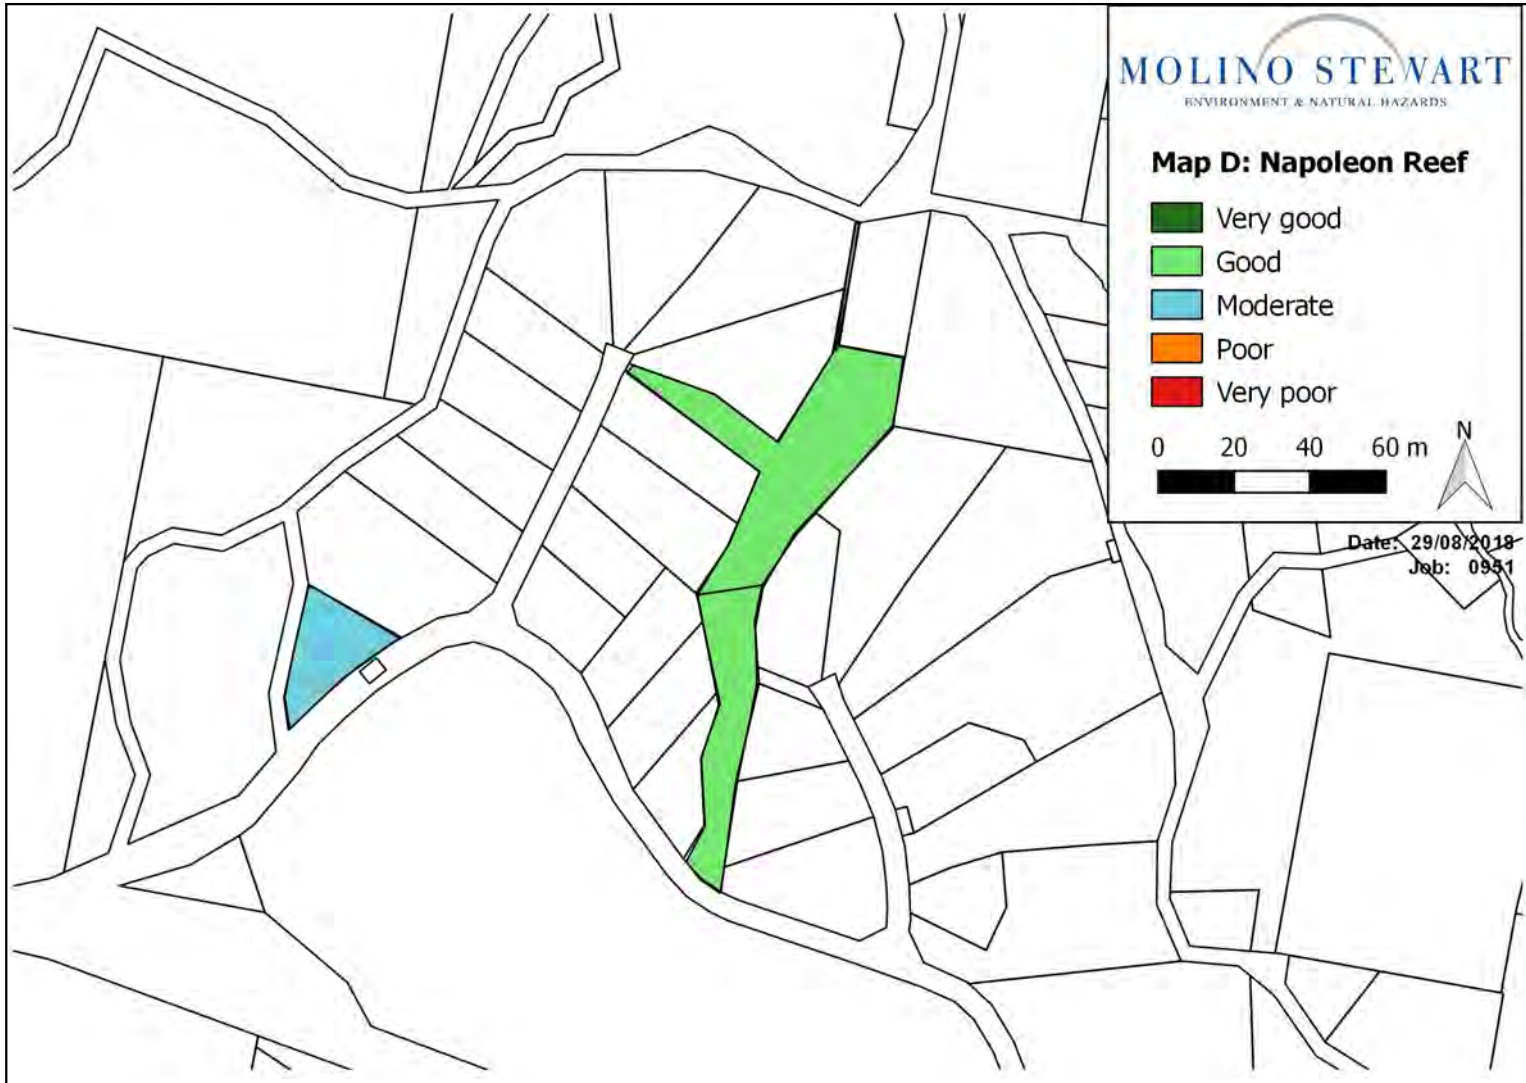 MOLINO STEWART
ENVIRONMENT & NATURAL HAZARDS
Map D: Napoleon Reef
Very good
Good
Moderate
Poor
Very poor
0 20 40 60 m
N
Date: 29/08/2018
Job: 0951